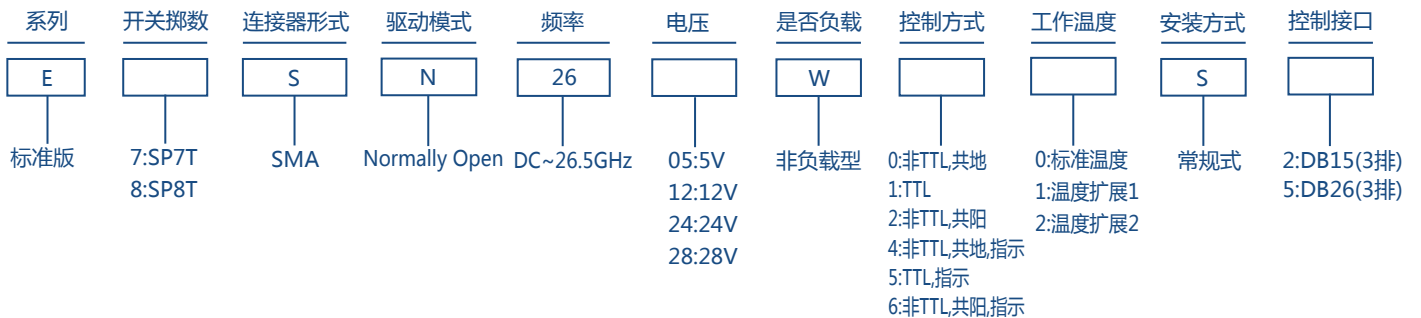 系列 开关掷数 连接器形式 驱动模式 频率 电压 是否负载 控制方式 工作温度 安装方式 控制接口
E S N 26 W S
标准版 7:SP7T SMA Normally Open DC~26.5GHz 05:5V 非负载型 0:非TTL,共地 0:标准温度 常规式 2:DB15(3排)
8:SP8T 12:12V 1:TTL 1:温度扩展1 5:DB26(3排)
24:24V 2:非TTL,共阳 2:温度扩展2
28:28V 4:非TTL,共地,指示
5:TTL,指示
6:非TTL,共阳,指示